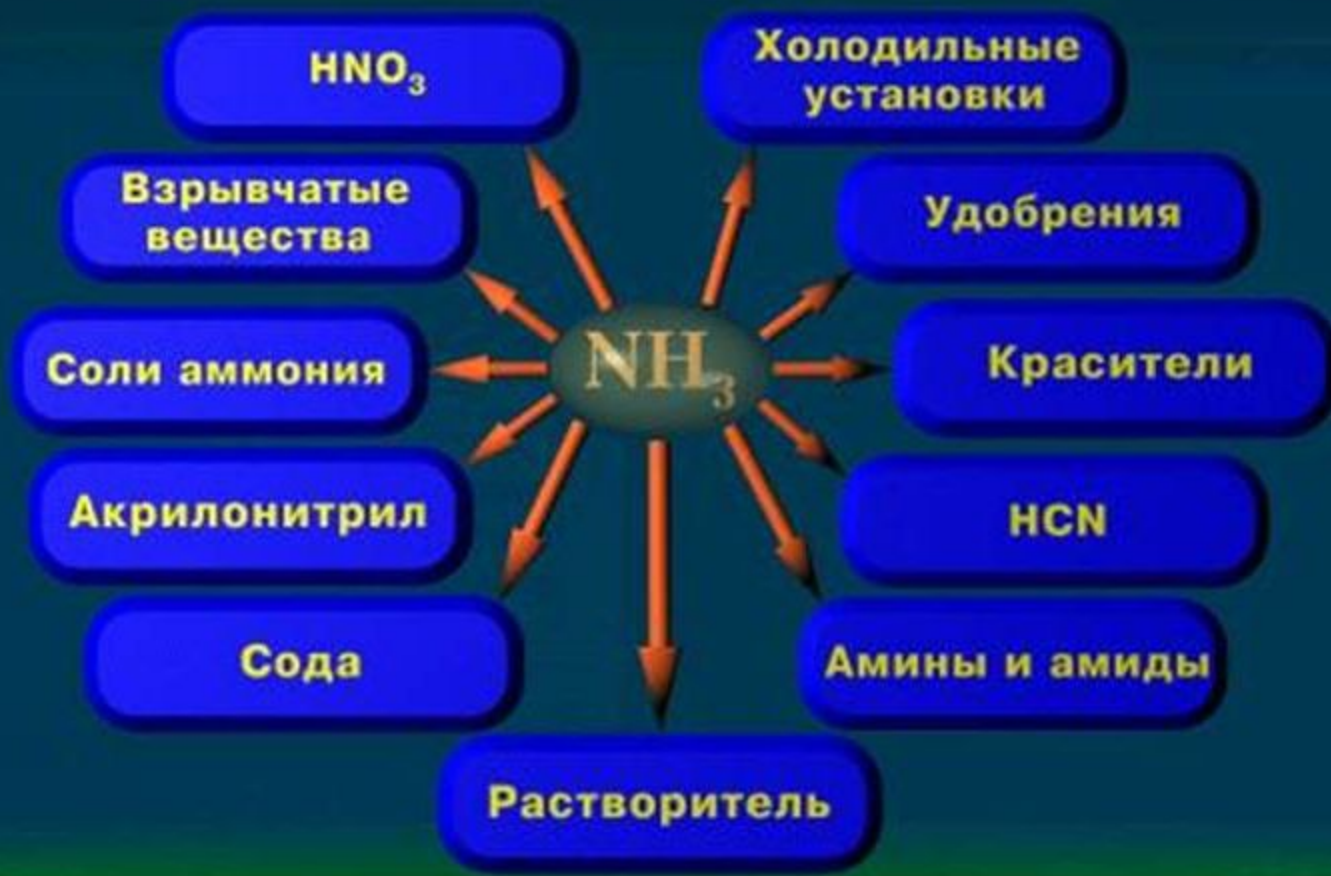 HNO₃
Холодильные
установки
Взрывчатые
вещества
Удобрения
Соли аммония
NH₃
Красители
Акрилонитрил
HCN
Сода
Амины и амиды
Растворитель